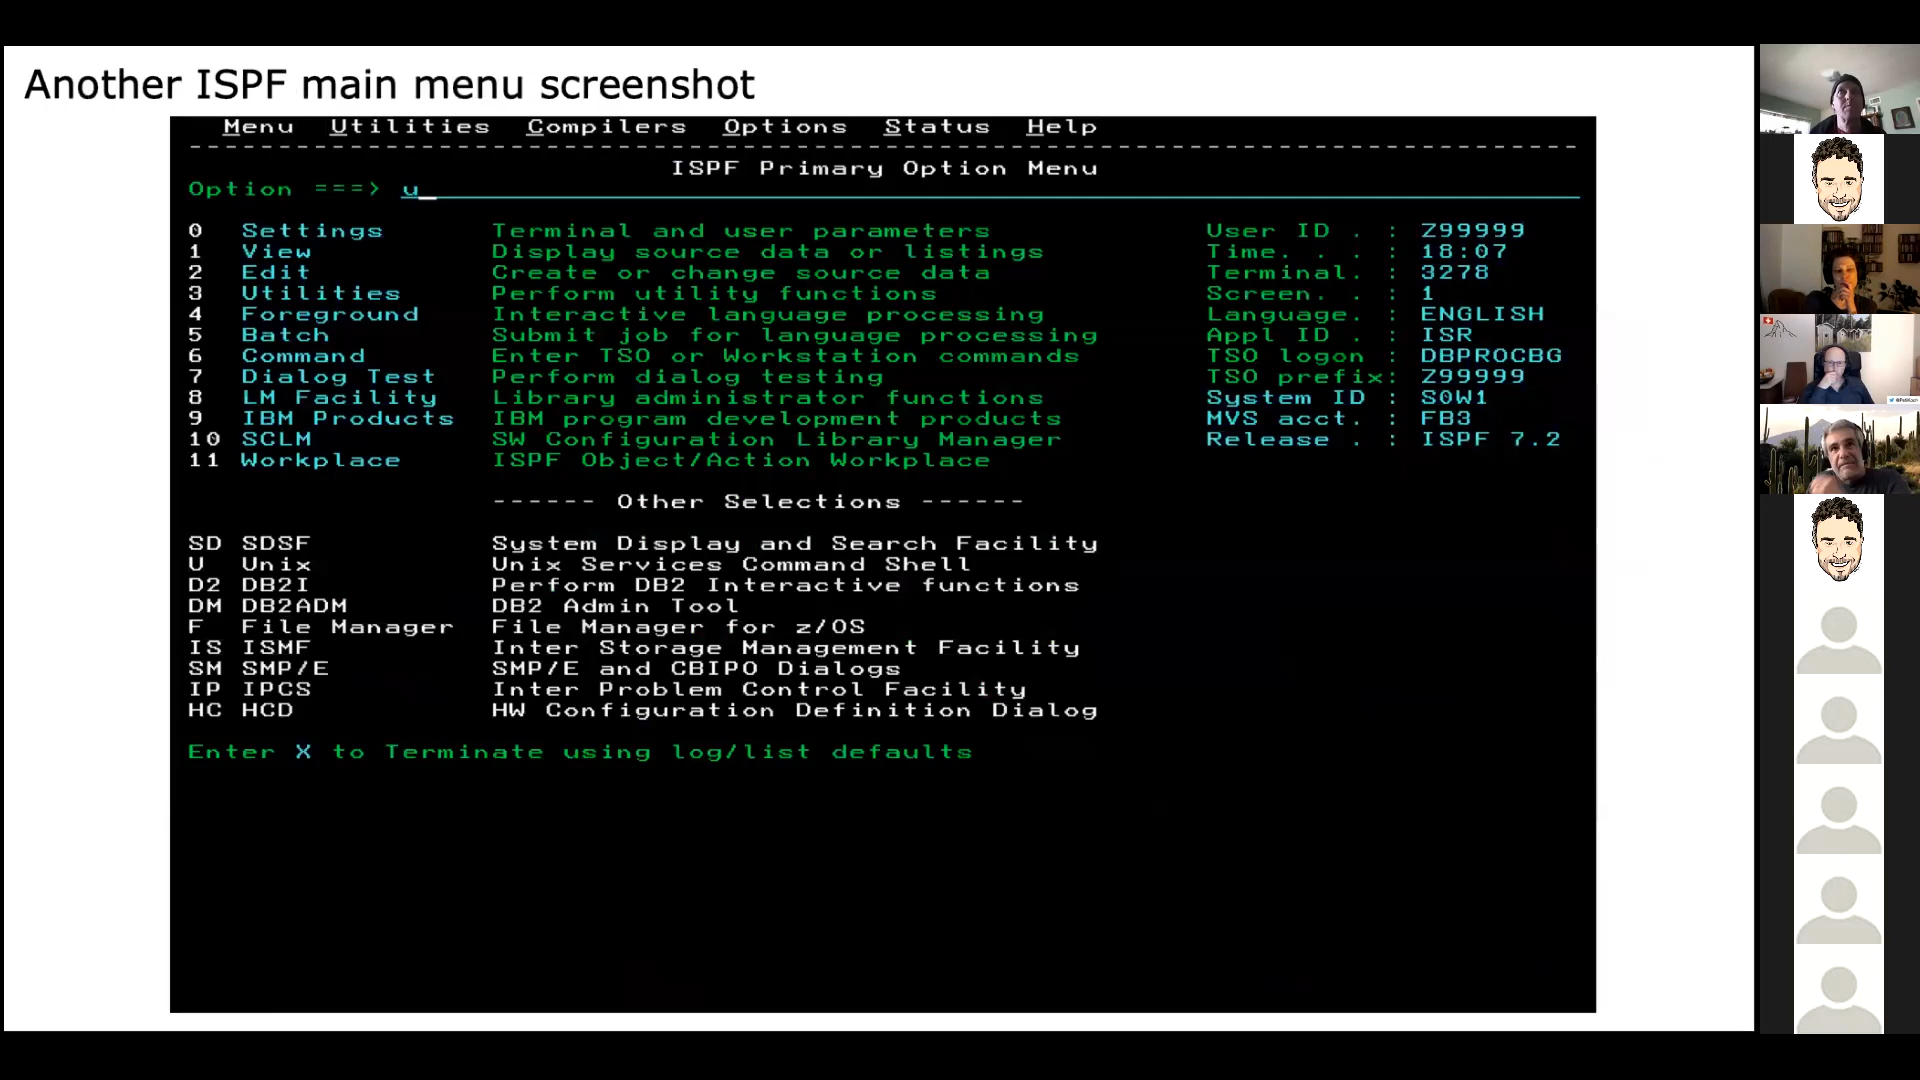 Another ISPF main menu screenshot
Menu Utilities Compilers Options Status Help
ISPF Primary Option Menu
Option ===> u
0 Settings Terminal and user parameters User ID . : Z99999
1 View Display source data or listings Time. . . : 18:07
2 Edit Create or change source data Terminal. : 3278
3 Utilities Perform utility functions Screen. . : 1
4 Foreground Interactive language processing Language. : ENGLISH
5 Batch Submit job for language processing Appl ID . : ISR
6 Command Enter TSO or Workstation commands TSO logon : DBPROCBG
7 Dialog Test Perform dialog testing TSO prefix: Z99999
8 LM Facility Library administrator functions System ID : S0W1
9 IBM Products IBM program development products MVS acct. : FB3
10 SCLM SW Configuration Library Manager Release . : ISPF 7.2
11 Workplace ISPF Object/Action Workplace
------ Other Selections ------
SD SDSF System Display and Search Facility
U Unix Unix Services Command Shell
D2 DB2I Perform DB2 Interactive functions
DM DB2ADM DB2 Admin Tool
F File Manager File Manager for z/OS
IS ISMF Inter Storage Management Facility
SM SMP/E SMP/E and CBIPO Dialogs
IP IPCS Inter Problem Control Facility
HC HCD HW Configuration Definition Dialog
Enter X to Terminate using log/list defaults